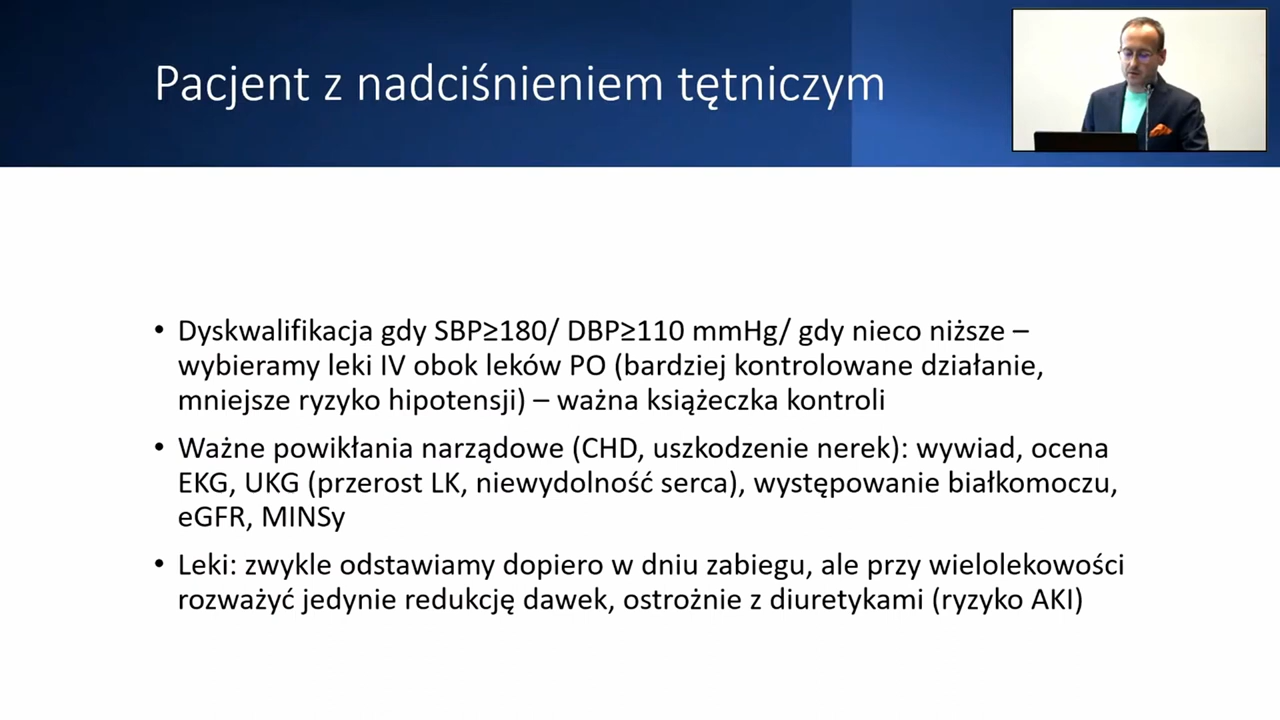 Pacjent z nadciśnieniem tętniczym
• Dyskwalifikacja gdy SBP≥180/ DBP≥110 mmHg/ gdy nieco niższe –
wybieramy leki IV obok leków PO (bardziej kontrolowane działanie,
mniejsze ryzyko hipotensji) – ważna książeczka kontroli
• Ważne powikłania narządowe (CHD, uszkodzenie nerek): wywiad, ocena
EKG, UKG (przerost LK, niewydolność serca), występowanie białkomoczu,
eGFR, MINSy
• Leki: zwykle odstawiamy dopiero w dniu zabiegu, ale przy wielolekowości
rozważyć jedynie redukcję dawek, ostrożnie z diuretykami (ryzyko AKI)